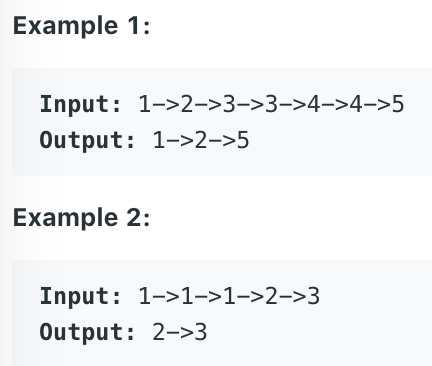 Example 1:
Input: 1->2->3->3->4->4->5
Output: 1->2->5
Example 2:
Input: 1->1->1->2->3
Output: 2->3